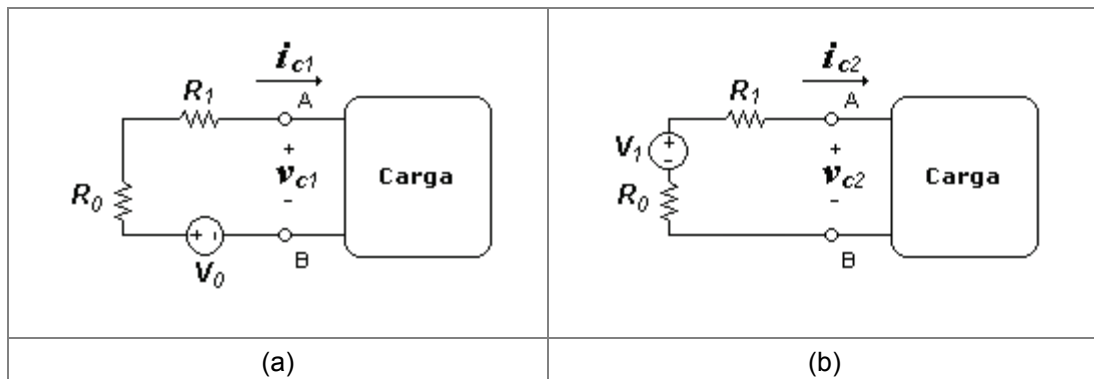 i_c1
R_1
A
+
v_c1
-
Carga
R_0
+ -
B
V_0
(a)
i_c2
R_1
A
V_1
+
-
+
v_c2
-
Carga
R_0
B
(b)